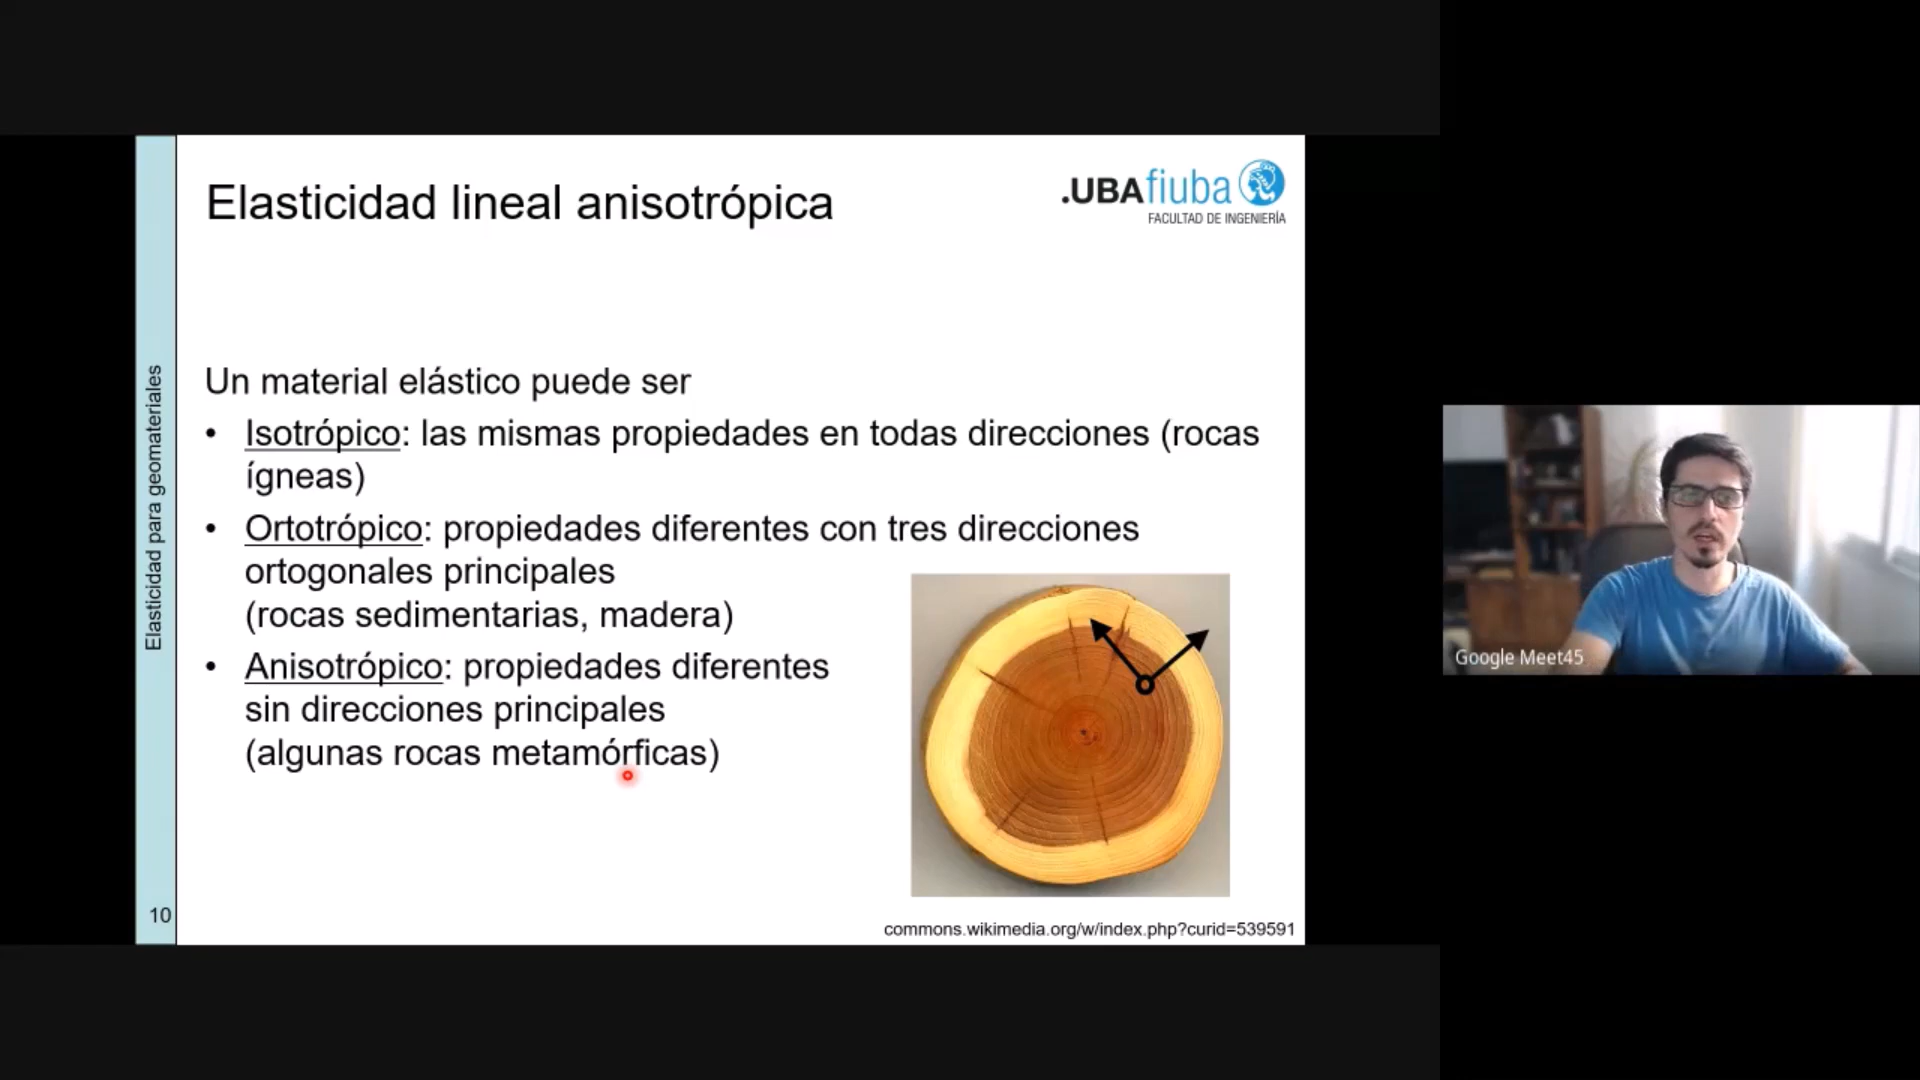 Elasticidad lineal anisotrópica
.UBAfiuba
FACULTAD DE INGENIERÍA
Un material elástico puede ser
• Isotrópico: las mismas propiedades en todas direcciones (rocas
ígneas)
• Ortotrópico: propiedades diferentes con tres direcciones
ortogonales principales
(rocas sedimentarias, madera)
• Anisotrópico: propiedades diferentes
sin direcciones principales
(algunas rocas metamórficas)
Elasticidad para geomateriales
10
commons.wikimedia.org/w/index.php?curid=539591
Google Meet45